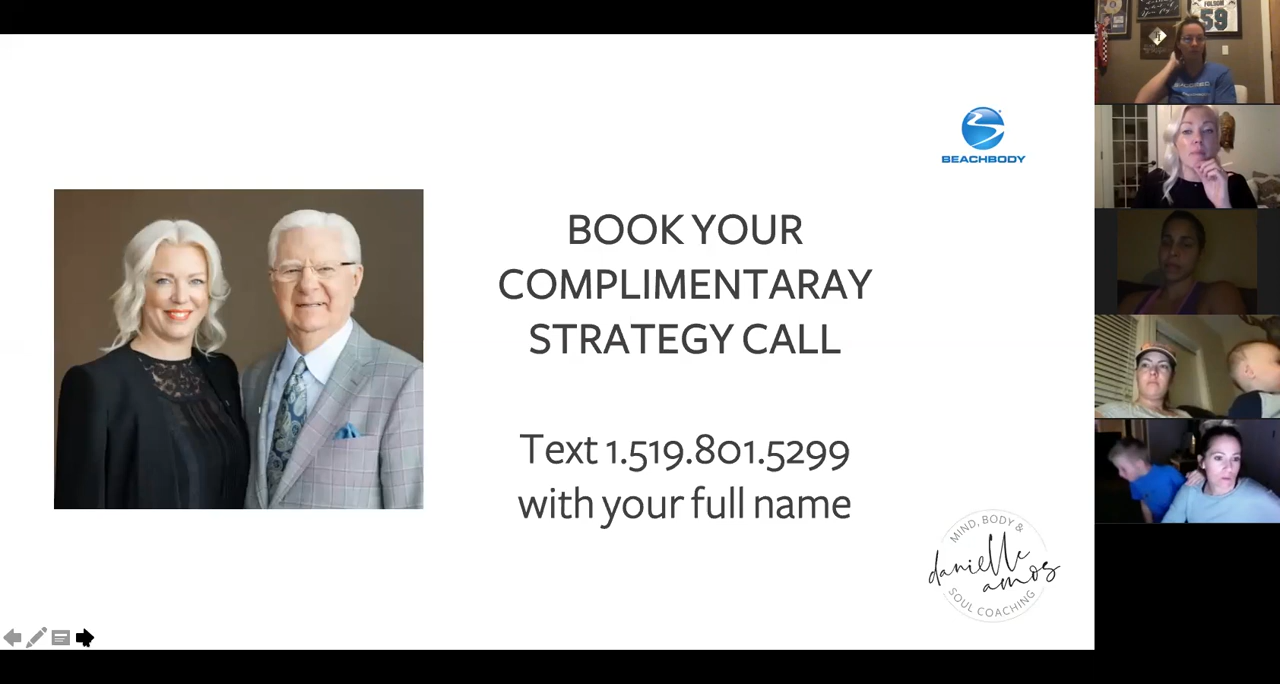 BEACHBODY
BOOK YOUR
COMPLIMENTARAY
STRATEGY CALL
Text 1.519.801.5299
with your full name
MIND, BODY &
danielle
amos
SOUL COACHING
59